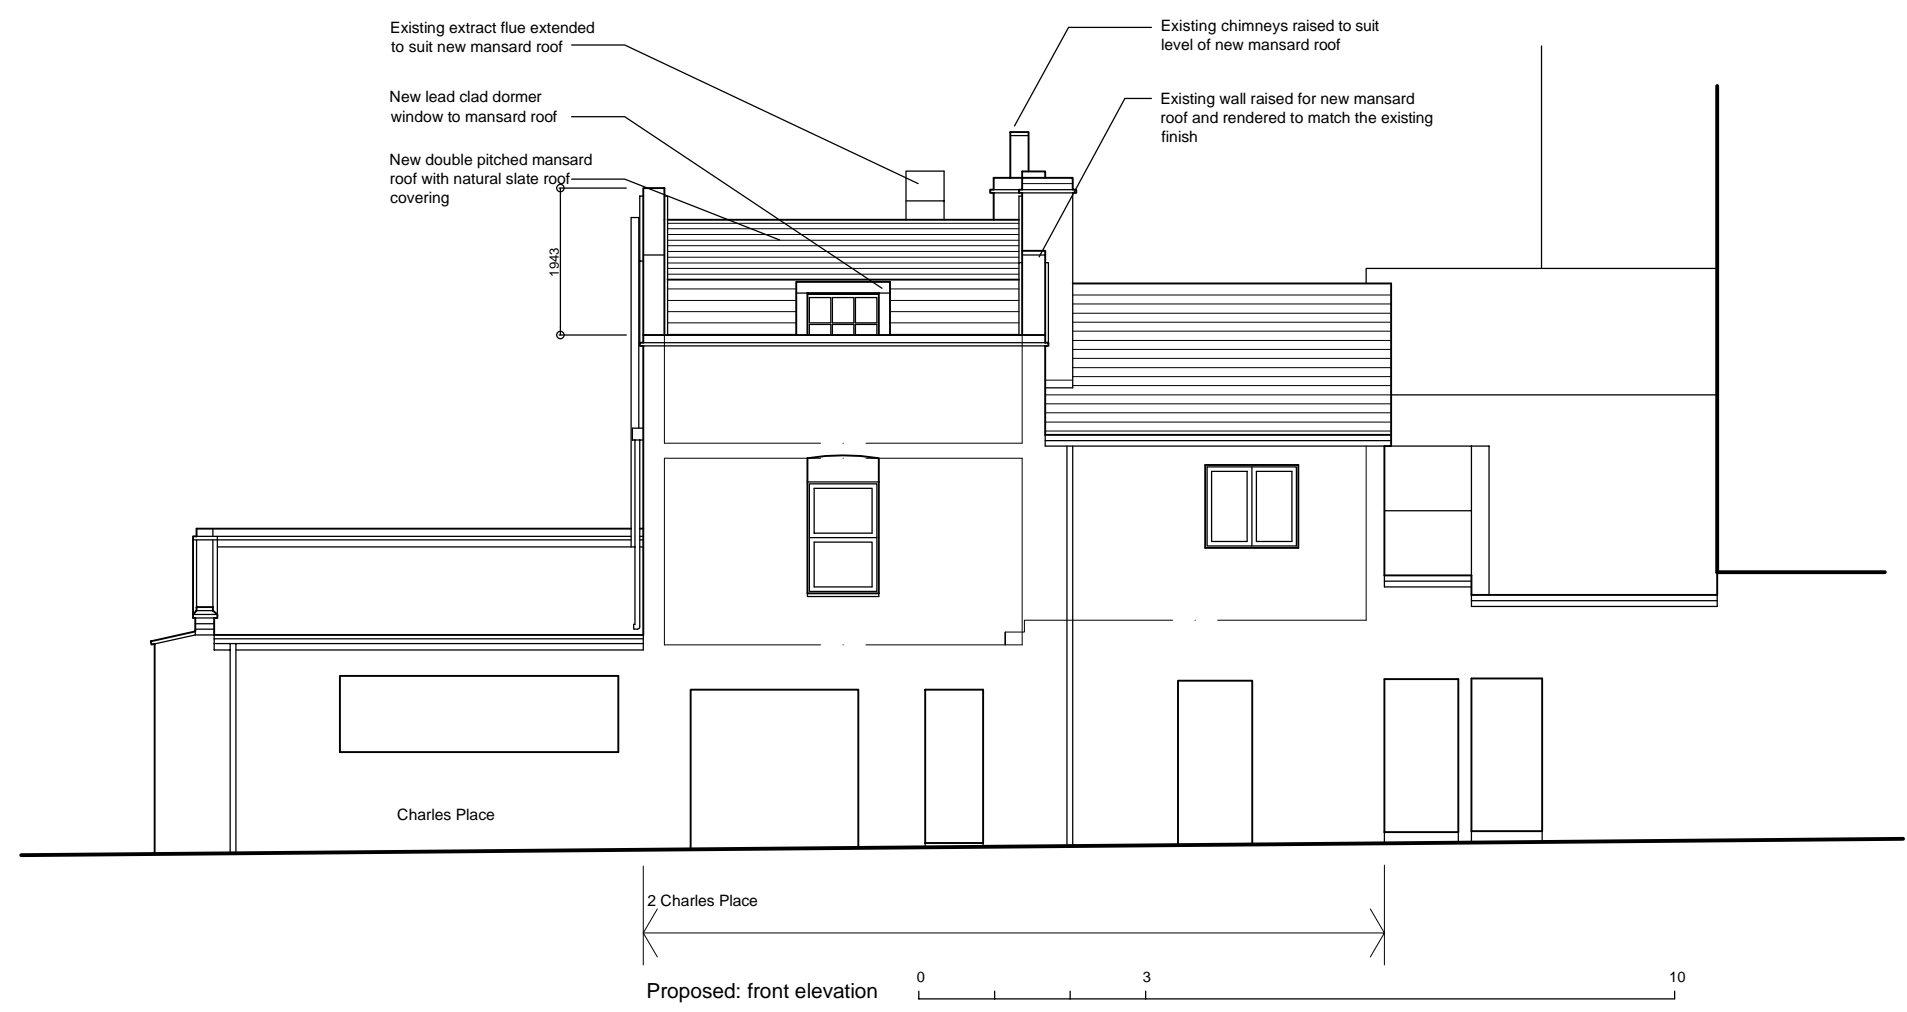 Existing extract flue extended
to suit new mansard roof
New lead clad dormer
window to mansard roof
New double pitched mansard
roof with natural slate roof
covering
Existing chimneys raised to suit
level of new mansard roof
Existing wall raised for new mansard
roof and rendered to match the existing
finish
1943
Charles Place
2 Charles Place
Proposed: front elevation
0 3 10